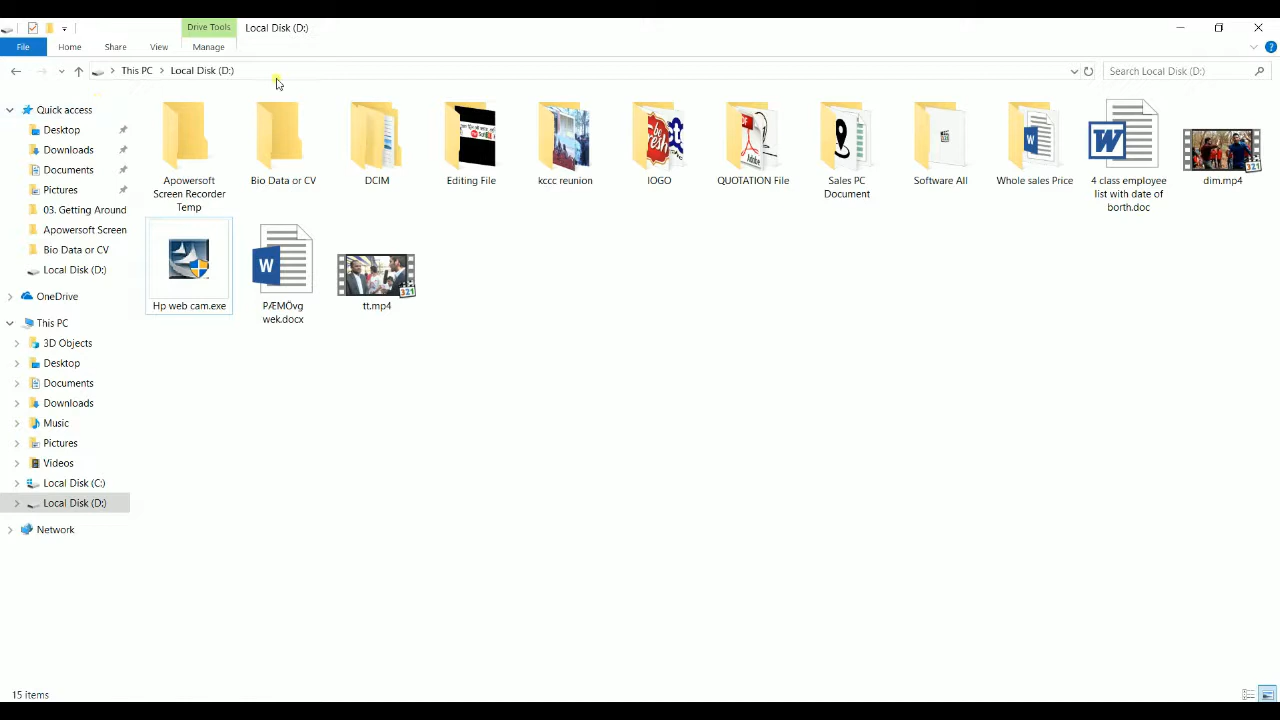 Drive Tools
Local Disk (D:)
File
Home
Share
View
Manage
This PC
Local Disk (D:)
Search Local Disk (D:)
Quick access
Desktop
Downloads
Documents
Pictures
03. Getting Around
Apowersoft Screen
Bio Data or CV
Local Disk (D:)
OneDrive
This PC
3D Objects
Desktop
Documents
Downloads
Music
Pictures
Videos
Local Disk (C:)
Local Disk (D:)
Network
Apowersoft
Screen Recorder
Temp
Bio Data or CV
DCIM
Editing File
kccc reunion
lOGO
QUOTATION File
Sales PC
Document
Software All
Whole sales Price
4 class employee
list with date of
borth.doc
dim.mp4
Hp web cam.exe
PÆMÖvg
wek.docx
tt.mp4
15 items